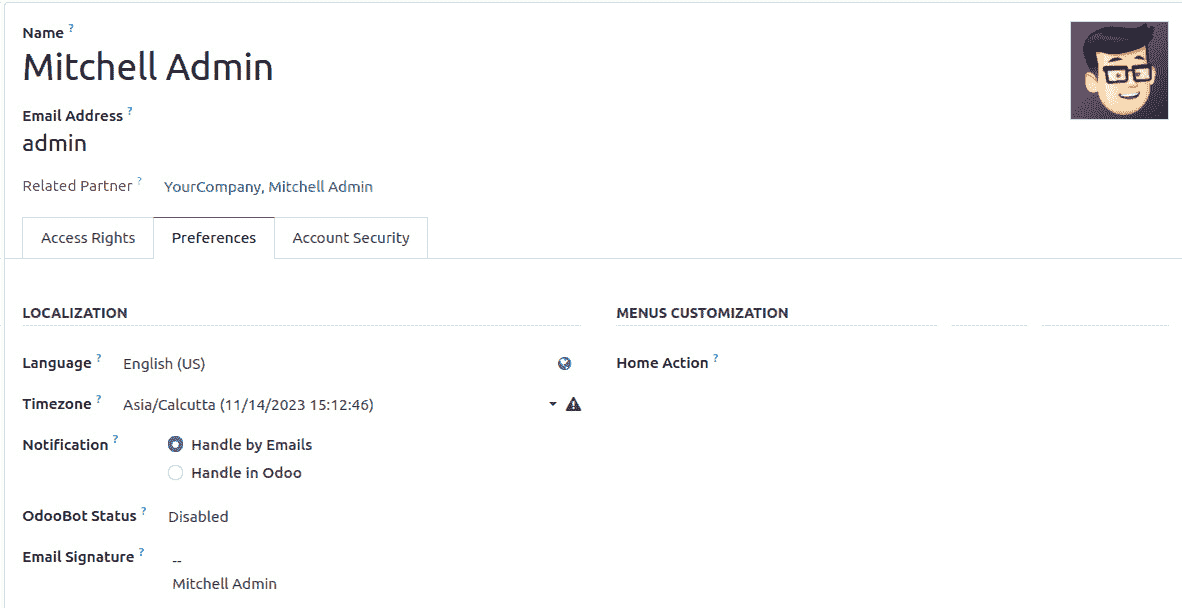 Name ?
Mitchell Admin
Email Address ?
admin
Related Partner ? YourCompany, Mitchell Admin
Access Rights Preferences Account Security
LOCALIZATION MENUS CUSTOMIZATION
Language ? English (US) Home Action ?
Timezone ? Asia/Calcutta (11/14/2023 15:12:46)
Notification ? Handle by Emails
Handle in Odoo
OdooBot Status ? Disabled
Email Signature ? --
Mitchell Admin